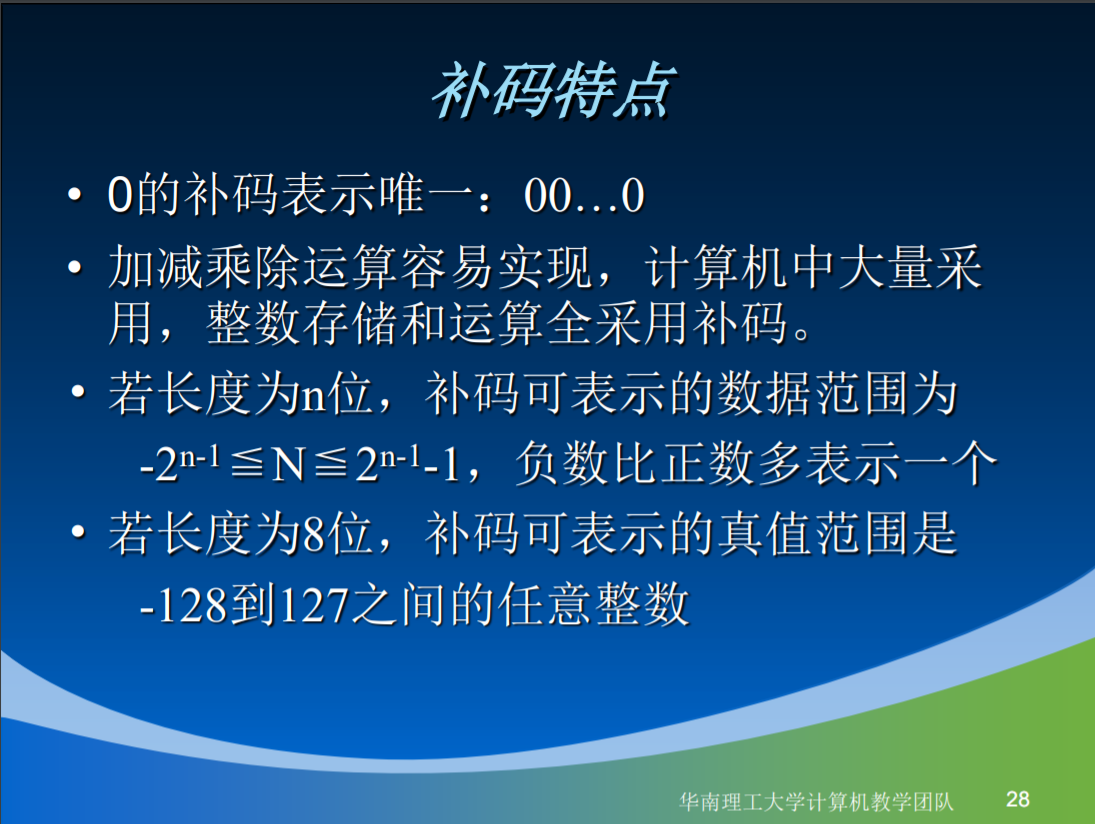 补码特点
• 0的补码表示唯一：00…0
• 加减乘除运算容易实现，计算机中大量采
用，整数存储和运算全采用补码。
• 若长度为n位，补码可表示的数据范围为
-2ⁿ⁻¹≦N≦2ⁿ⁻¹-1，负数比正数多表示一个
• 若长度为8位，补码可表示的真值范围是
-128到127之间的任意整数
华南理工大学计算机教学团队 28